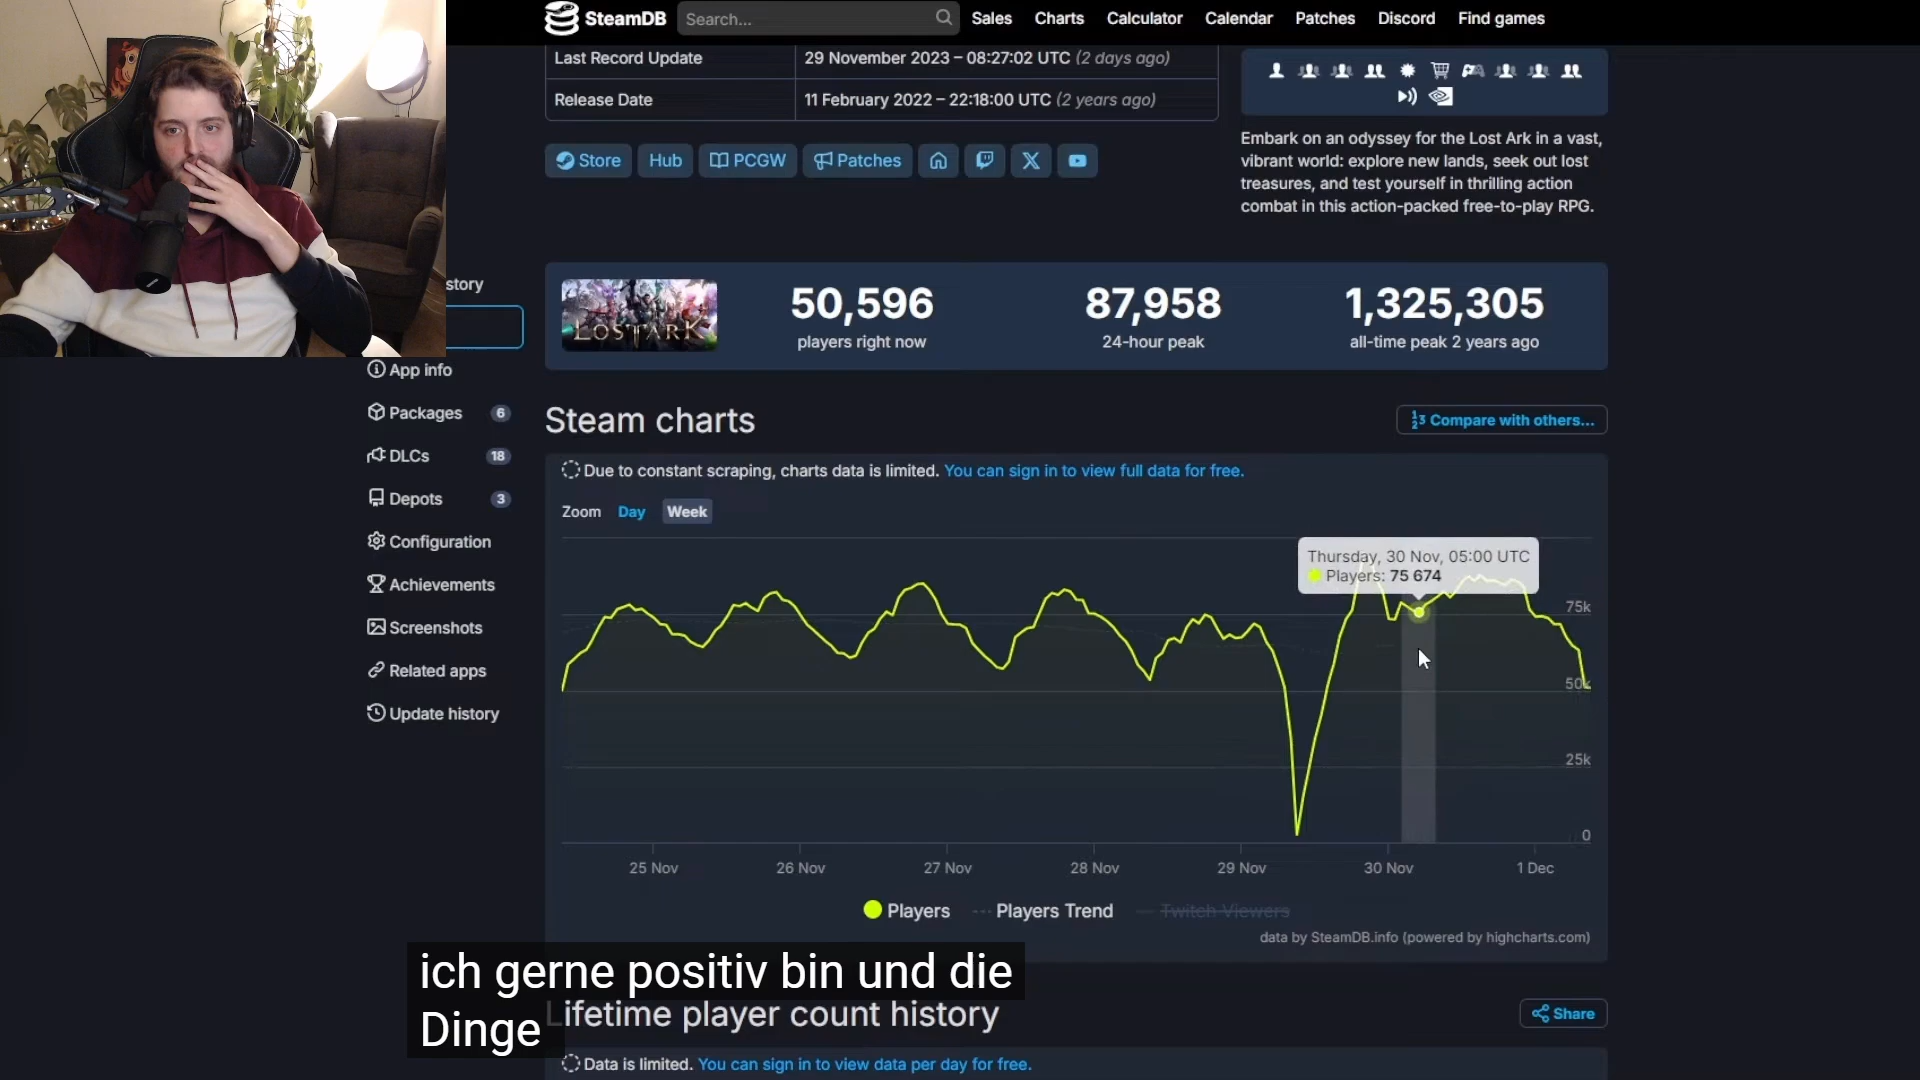 SteamDB
Search...
Sales
Charts
Calculator
Calendar
Patches
Discord
Find games
Last Record Update
29 November 2023 – 08:27:02 UTC (2 days ago)
Release Date
11 February 2022 – 22:18:00 UTC (2 years ago)
Store
Hub
PCGW
Patches
Embark on an odyssey for the Lost Ark in a vast,
vibrant world: explore new lands, seek out lost
treasures, and test yourself in thrilling action
combat in this action-packed free-to-play RPG.
story
App info
Packages 6
DLCs 18
Depots 3
Configuration
Achievements
Screenshots
Related apps
Update history
LOST ARK
50,596
players right now
87,958
24-hour peak
1,325,305
all-time peak 2 years ago
Steam charts
Compare with others...
Due to constant scraping, charts data is limited. You can sign in to view full data for free.
Zoom Day Week
Thursday, 30 Nov, 05:00 UTC
Players: 75 674
75k
50k
25k
0
25 Nov
26 Nov
27 Nov
28 Nov
29 Nov
30 Nov
1 Dec
Players
Players Trend
Twitch Viewers
data by SteamDB.info (powered by highcharts.com)
ich gerne positiv bin und die
Dinge
Lifetime player count history
Share
Data is limited. You can sign in to view data per day for free.